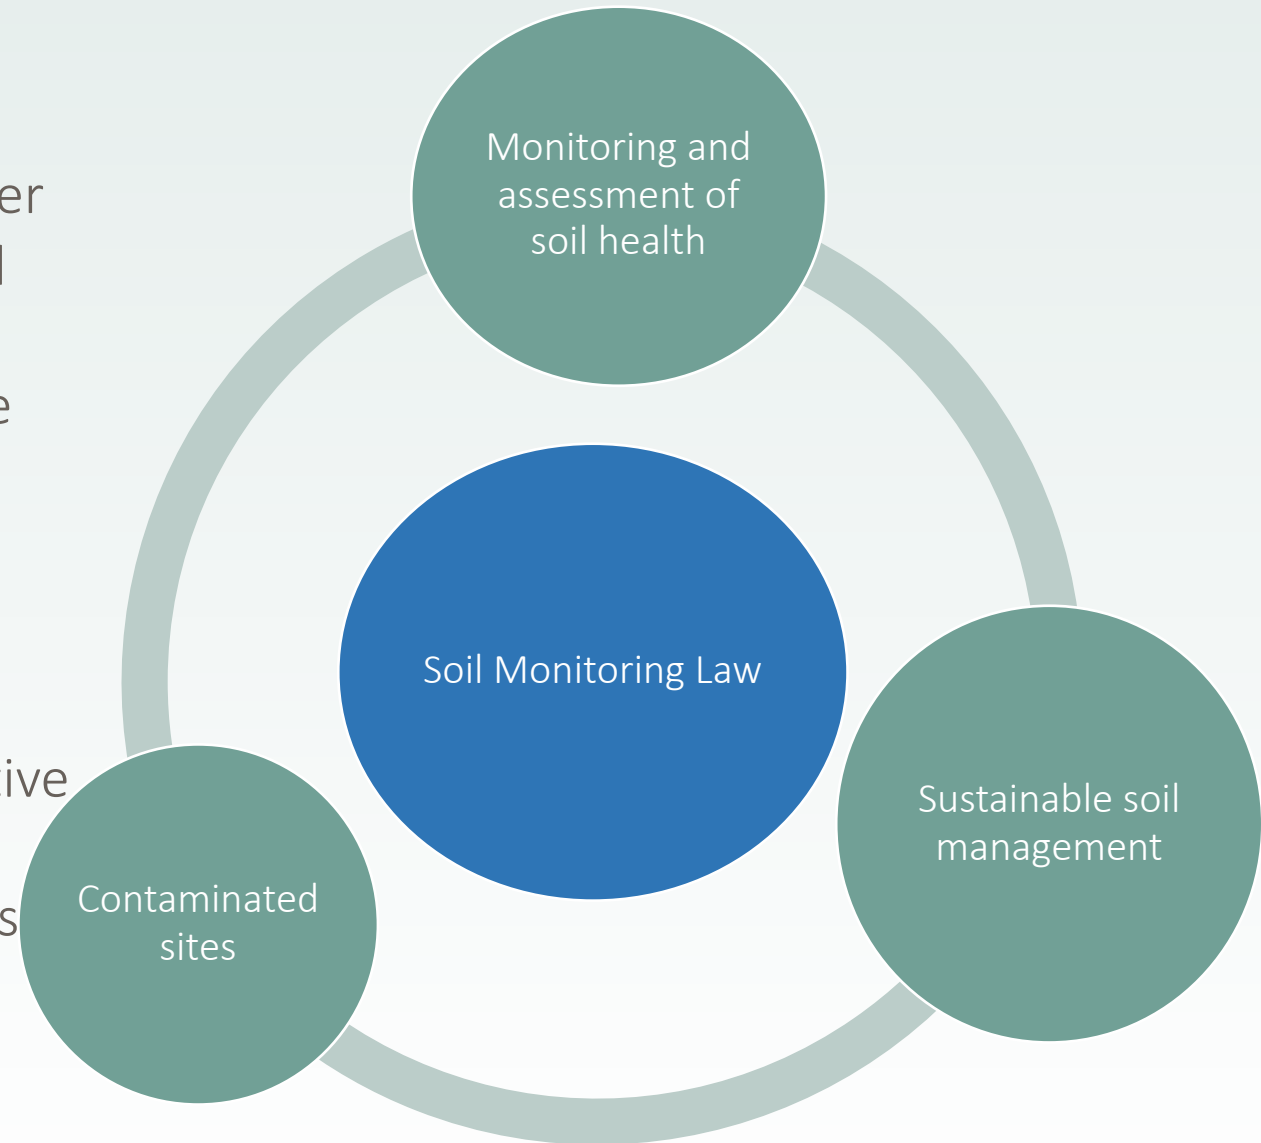 Monitoring and
assessment of
soil health
Soil Monitoring Law
Sustainable soil
management
Contaminated
sites